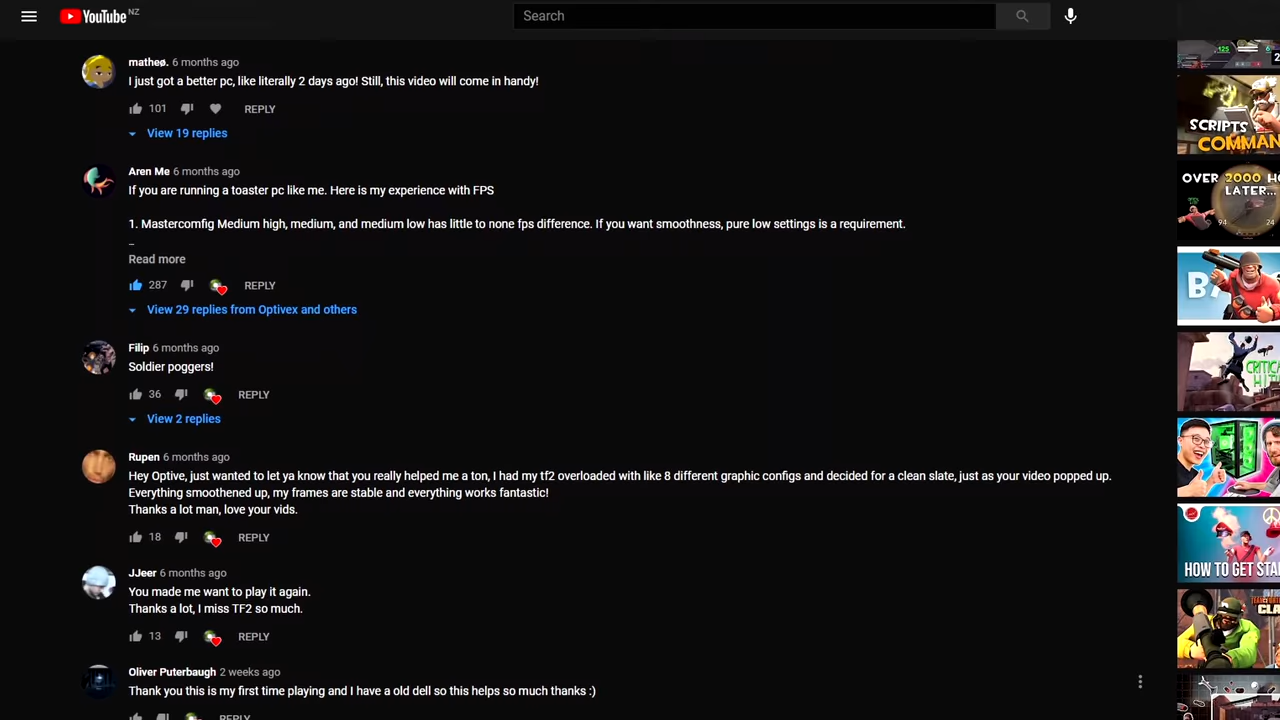 YouTube NZ
Search
125
6
2
matheø. 6 months ago
I just got a better pc, like literally 2 days ago! Still, this video will come in handy!
101 REPLY
View 19 replies
SCRIPTS +
COMMAN
Aren Me 6 months ago
If you are running a toaster pc like me. Here is my experience with FPS
1. Mastercomfig Medium high, medium, and medium low has little to none fps difference. If you want smoothness, pure low settings is a requirement.
–
Read more
287 REPLY
View 29 replies from Optivex and others
OVER 2000 HO
LATER...
94 24
BA
Filip 6 months ago
Soldier poggers!
36 REPLY
View 2 replies
CRITICA
HIT
Rupen 6 months ago
Hey Optive, just wanted to let ya know that you really helped me a ton, I had my tf2 overloaded with like 8 different graphic configs and decided for a clean slate, just as your video popped up.
Everything smoothened up, my frames are stable and everything works fantastic!
Thanks a lot man, love your vids.
18 REPLY
JJeer 6 months ago
You made me want to play it again.
Thanks a lot, I miss TF2 so much.
13 REPLY
HOW TO GET STA
CLA
Oliver Puterbaugh 2 weeks ago
Thank you this is my first time playing and I have a old dell so this helps so much thanks :)
REPLY